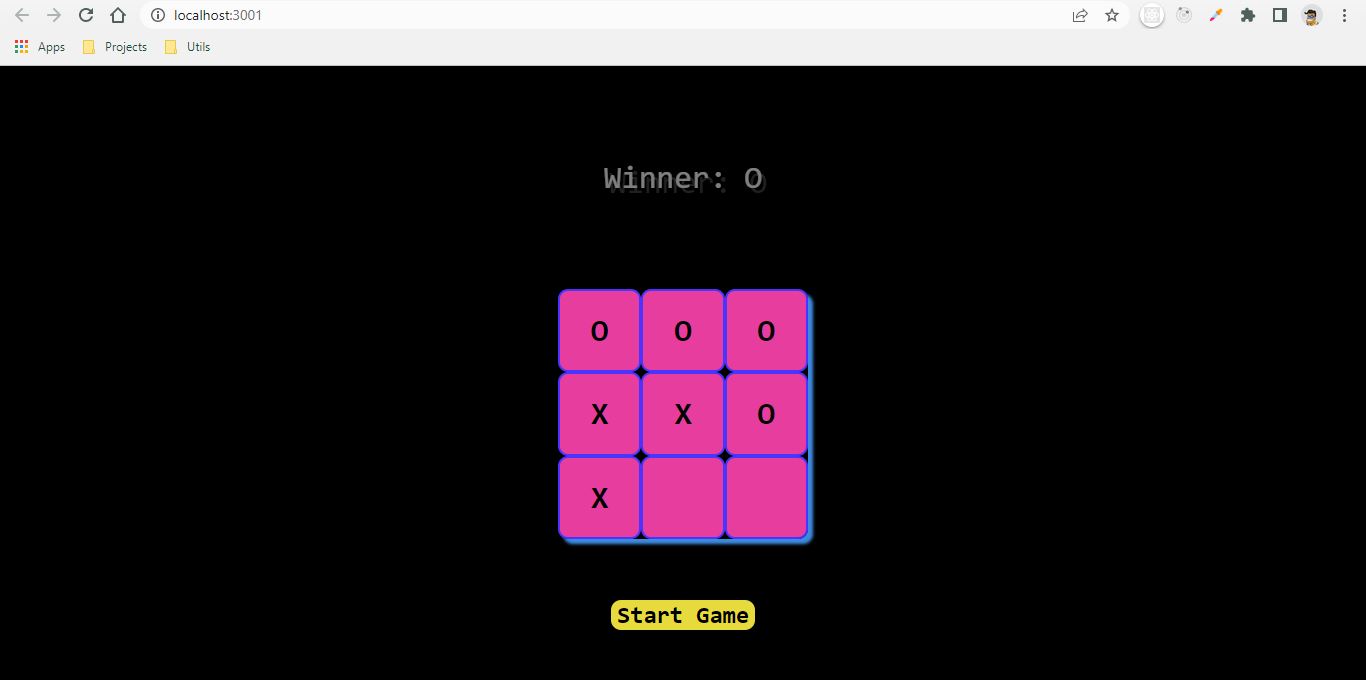 localhost:3001
Apps Projects Utils
Winner: O
O O O
X X O
X
Start Game